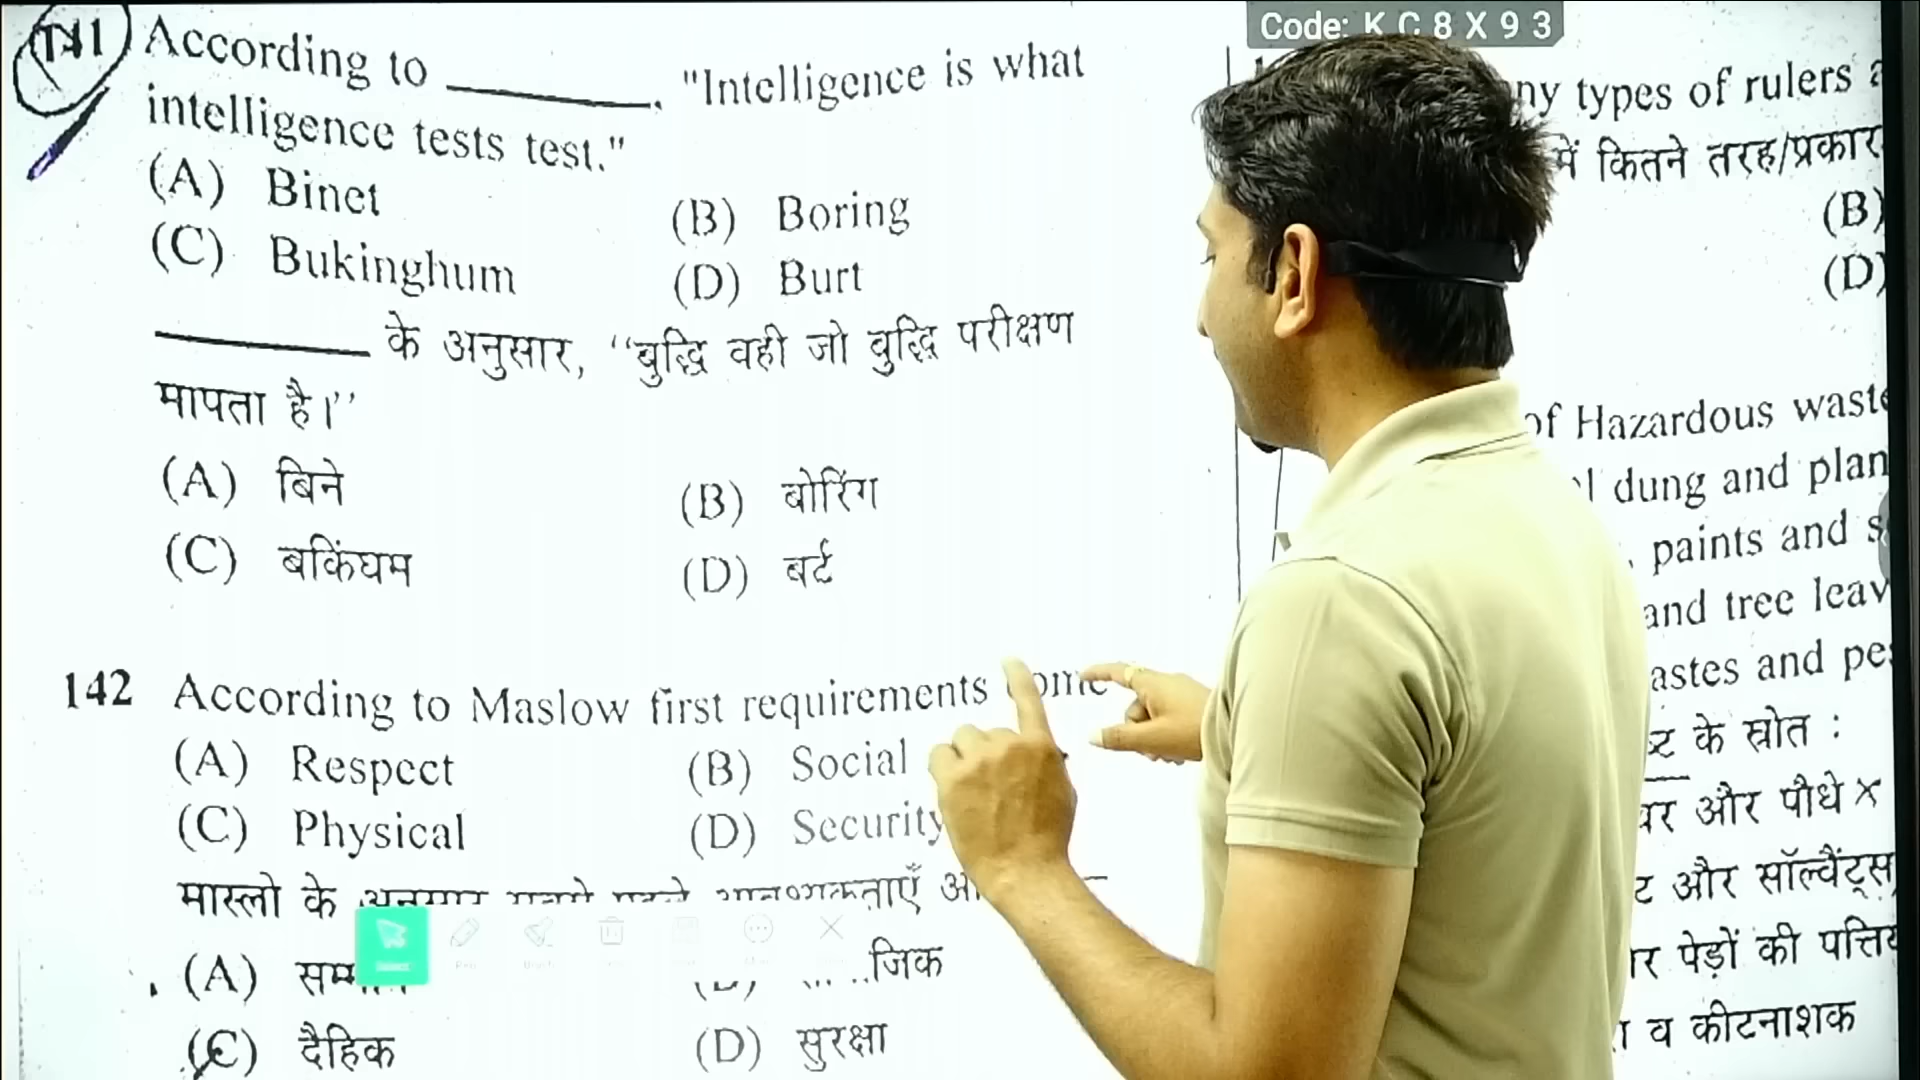 Code: K C 8 X 9 3
According to ________. "Intelligence is what
intelligence tests test."
(A) Binet
(B) Boring
(C) Bukinghum
(D) Burt
________ के अनुसार, "बुद्धि वही जो बुद्धि परीक्षण
मापता है।"
(A) बिने
(B) बोरिंग
(C) बकिंघम
(D) बर्ट
142 According to Maslow first requirements come
(A) Respect
(B) Social
(C) Physical
(D) Security
मास्लो के
(A)
जिक
(C) दैहिक
(D) सुरक्षा
ny types of rulers
में कितने तरह/प्रकार
(B)
(D)
of Hazardous waste
dung and plan
, paints and s
and tree leav
astes and pe
के स्रोत :
और पौधे ×
ट और सॉल्वैंट्स
र पेड़ों की पत्तिय
व कीटनाशक